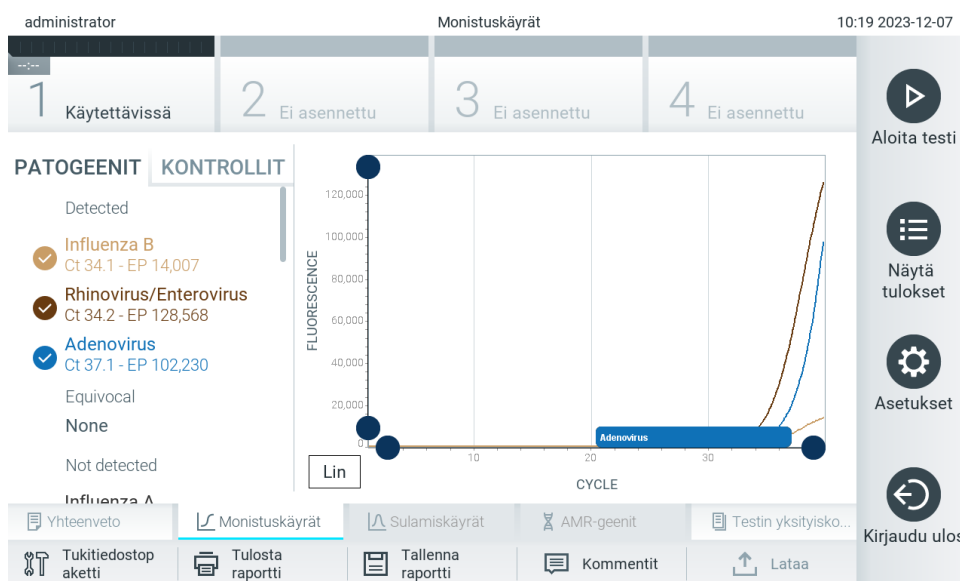 administrator
Monistuskäyrät
10:19 2023-12-07
--:--
1 Käytettävissä
2 Ei asennettu
3 Ei asennettu
4 Ei asennettu
Aloita testi
Näytä
tulokset
Asetukset
Kirjaudu ulos
PATOGEENIT
KONTROLLIT
Detected
Influenza B
Ct 34.1 - EP 14,007
Rhinovirus/Enterovirus
Ct 34.2 - EP 128,568
Adenovirus
Ct 37.1 - EP 102,230
Equivocal
None
Not detected
Influenza A
FLUORESCENCE
120,000
100,000
80,000
60,000
40,000
20,000
0
Adenovirus
10
20
30
CYCLE
Lin
Yhteenveto
Monistuskäyrät
Sulamiskäyrät
AMR-geenit
Testin yksityisko...
Tukitiedostop
aketti
Tulosta
raportti
Tallenna
raportti
Kommentit
Lataa